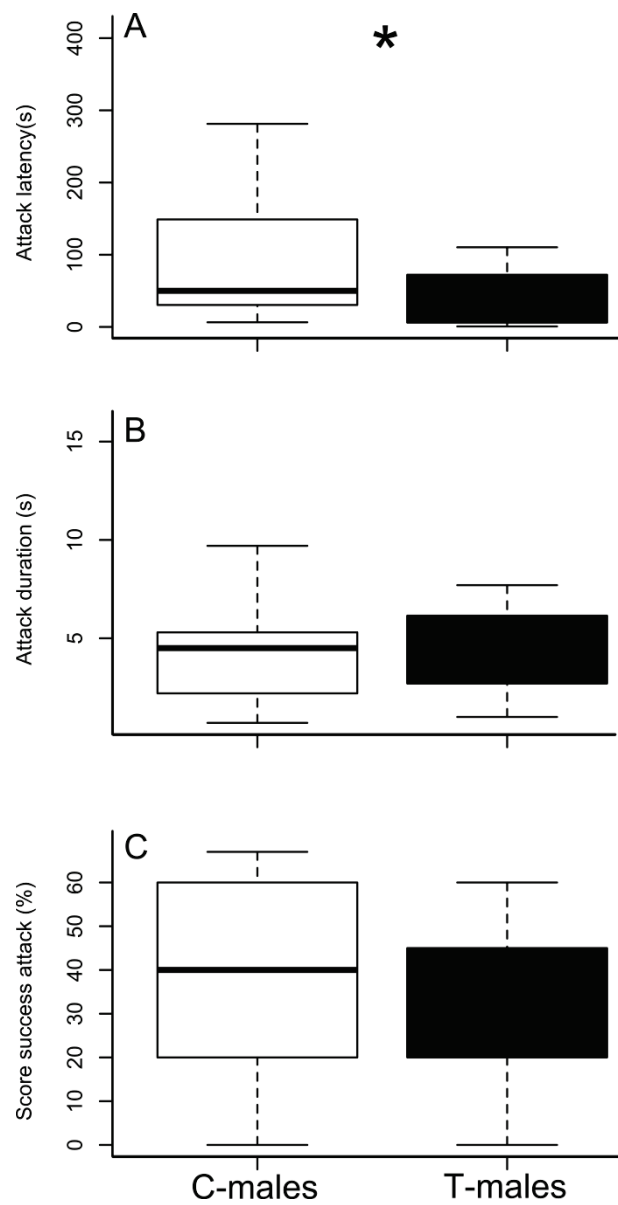 A
*
Attack latency(s)
400
300
200
100
0
B
Attack duration (s)
15
10
5
C
Score success attack (%)
60
50
40
30
20
10
0
C-males
T-males